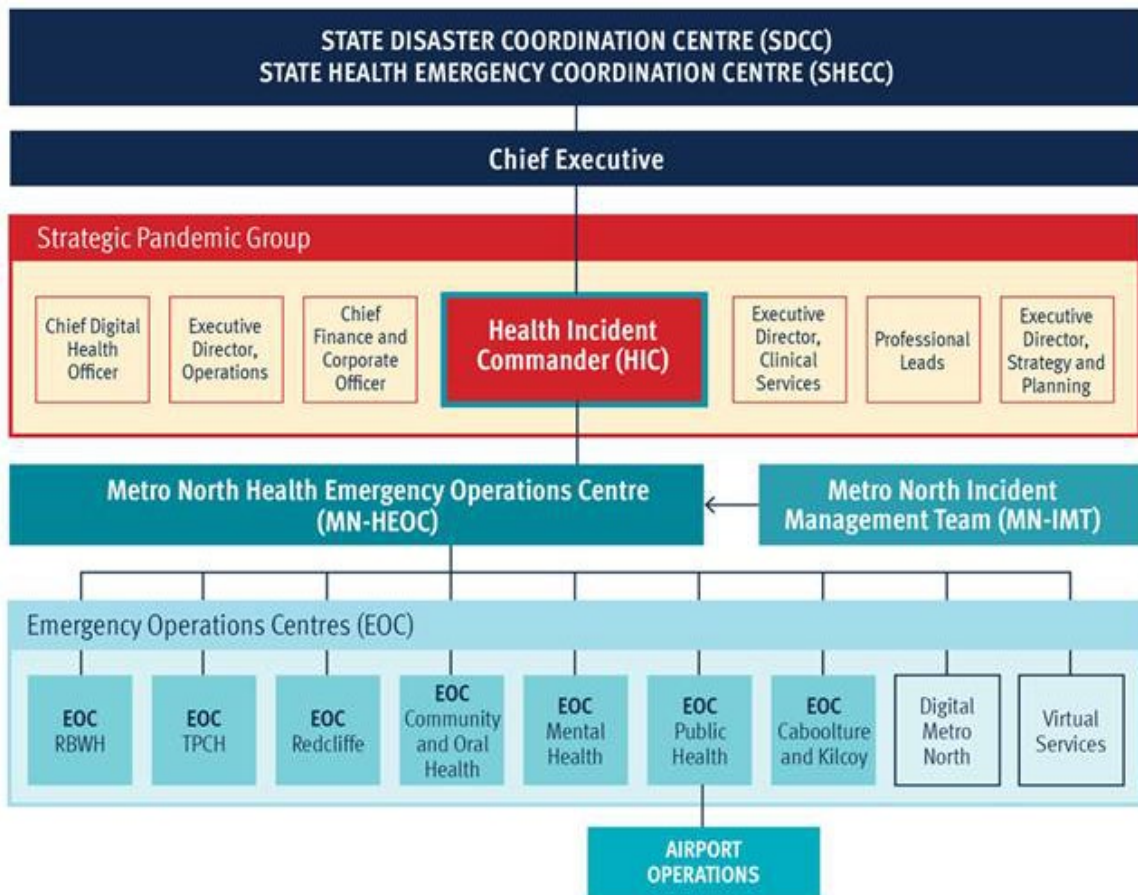 STATE DISASTER COORDINATION CENTRE (SDCC)
STATE HEALTH EMERGENCY COORDINATION CENTRE (SHECC)
Chief Executive
Strategic Pandemic Group
Chief Digital
Health
Officer
Executive
Director,
Operations
Chief
Finance and
Corporate
Officer
Health Incident
Commander (HIC)
Executive
Director,
Clinical
Services
Professional
Leads
Executive
Director,
Strategy and
Planning
Metro North Health Emergency Operations Centre
(MN-HEOC)
Metro North Incident
Management Team (MN-IMT)
Emergency Operations Centres (EOC)
EOC
RBWH
EOC
TPCH
EOC
Redcliffe
EOC
Community
and Oral
Health
EOC
Mental
Health
EOC
Public
Health
EOC
Caboolture
and Kilcoy
Digital
Metro
North
Virtual
Services
AIRPORT
OPERATIONS